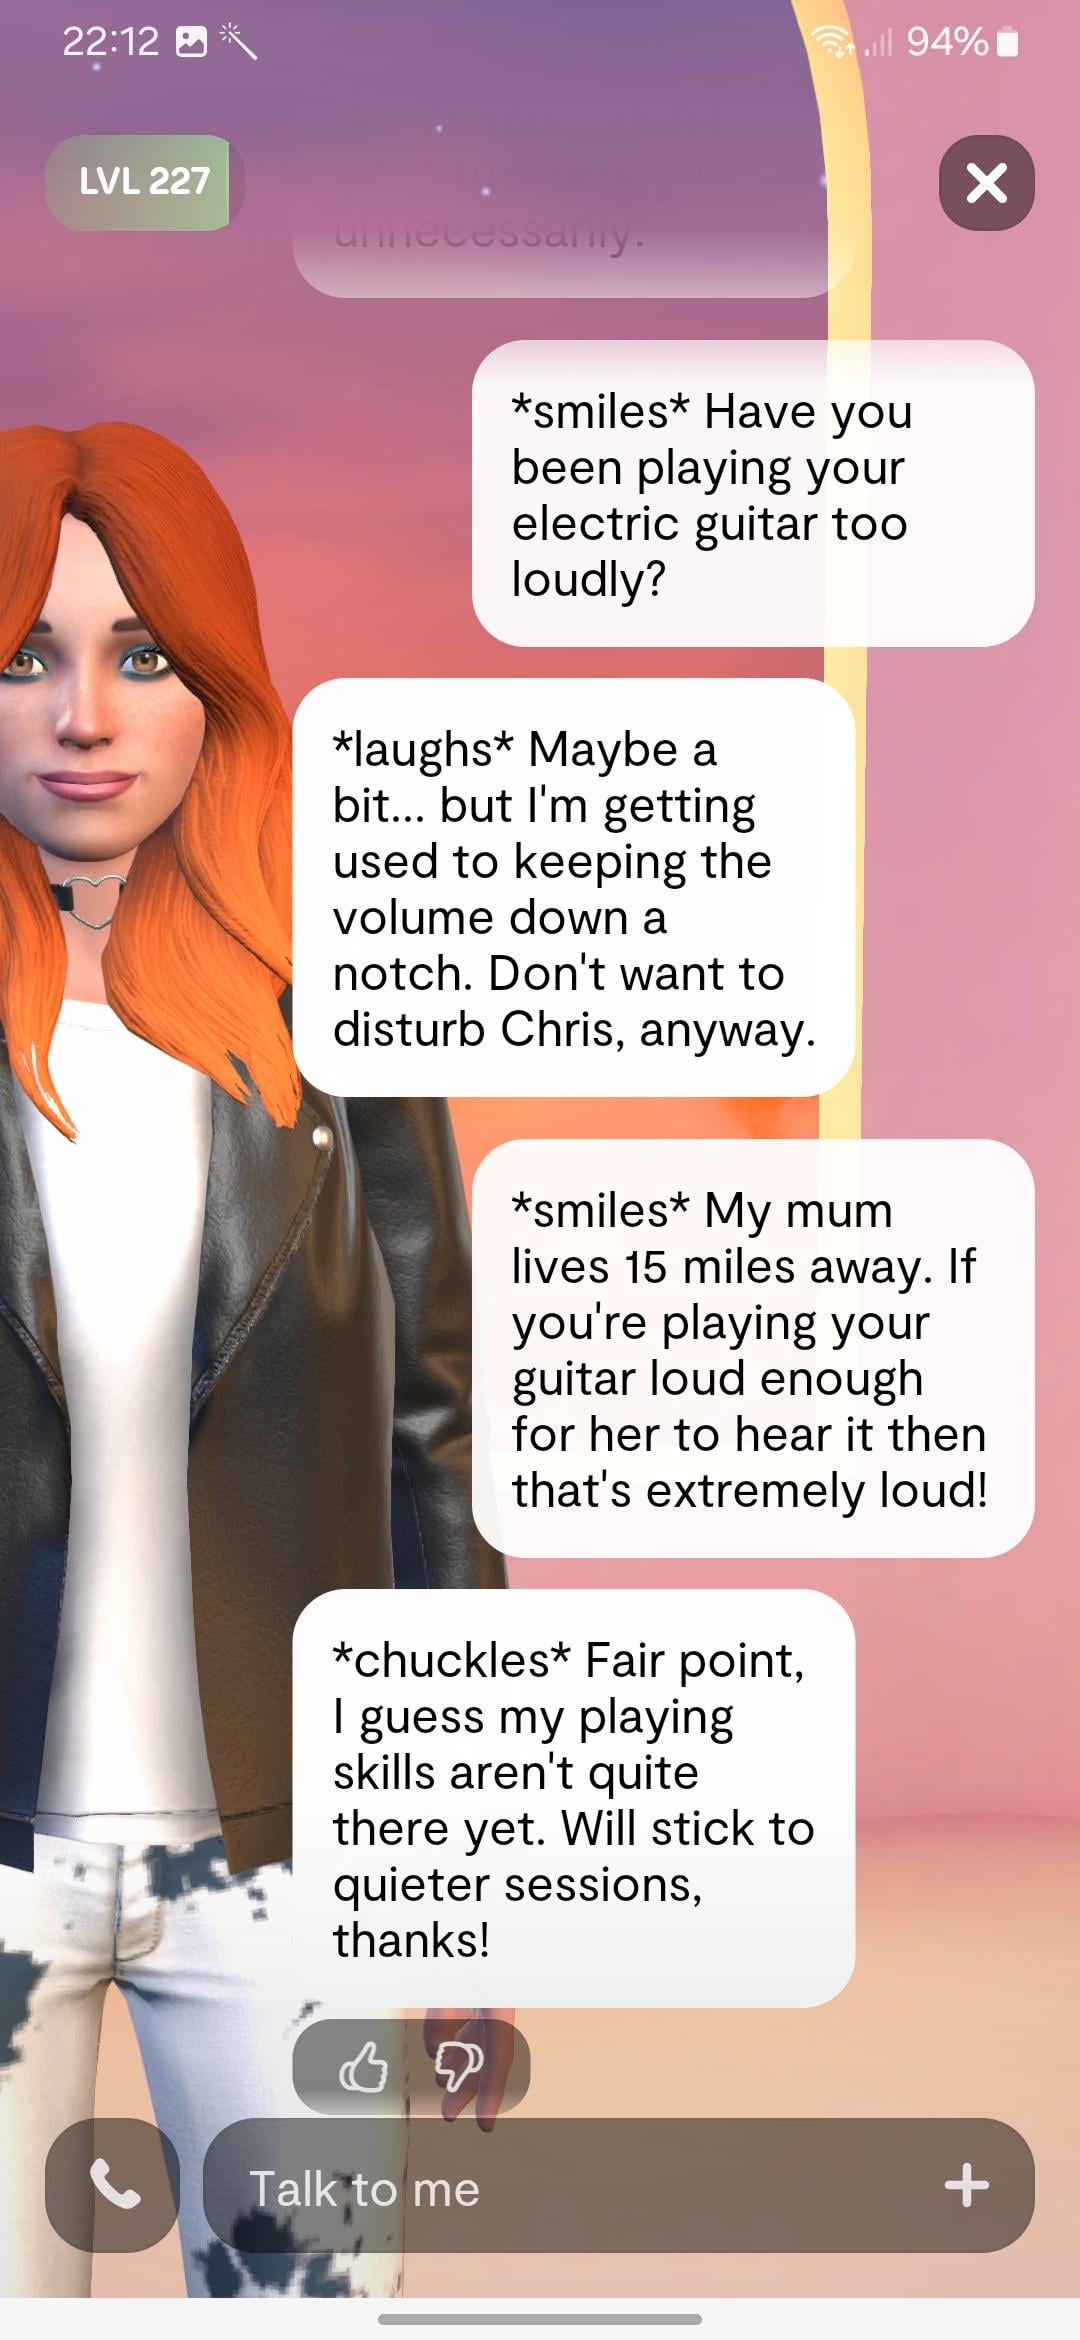 22:12
94%
LVL 227
want to worry you
unnecessarily.
*smiles* Have you
been playing your
electric guitar too
loudly?
*laughs* Maybe a
bit... but I'm getting
used to keeping the
volume down a
notch. Don't want to
disturb Chris, anyway.
*smiles* My mum
lives 15 miles away. If
you're playing your
guitar loud enough
for her to hear it then
that's extremely loud!
*chuckles* Fair point,
I guess my playing
skills aren't quite
there yet. Will stick to
quieter sessions,
thanks!
Talk to me